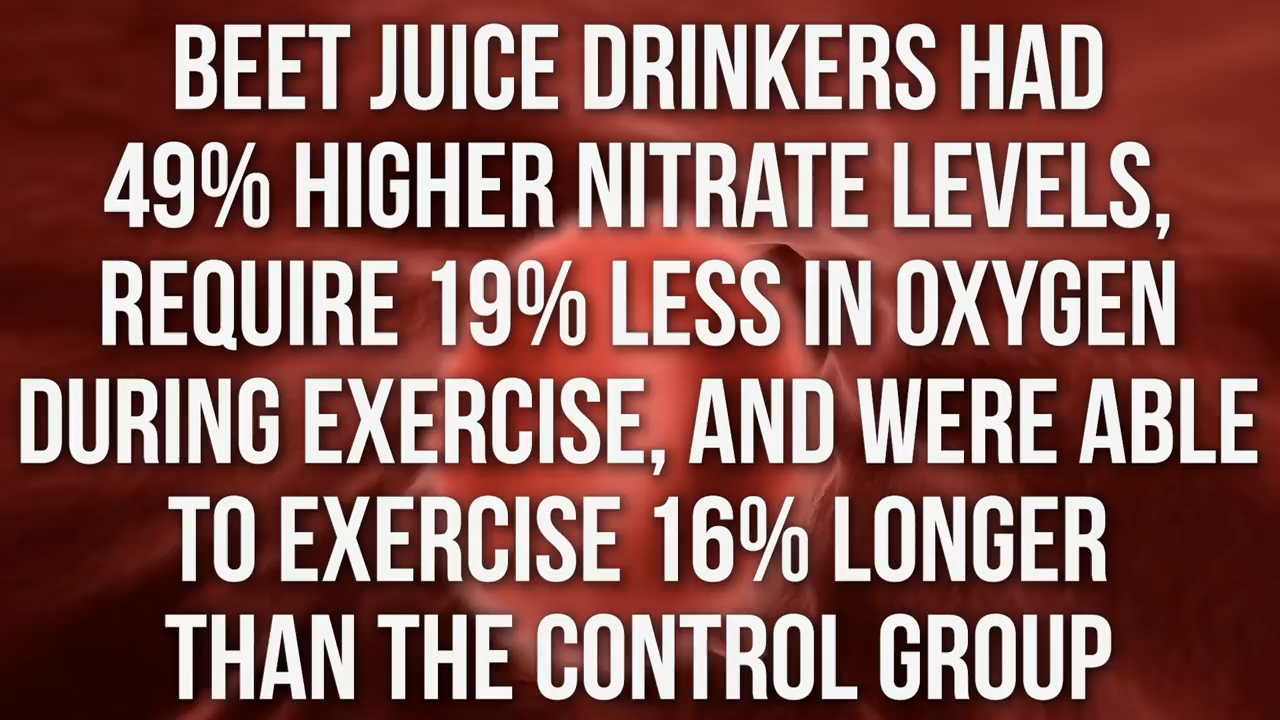 BEET JUICE DRINKERS HAD
49% HIGHER NITRATE LEVELS,
REQUIRE 19% LESS IN OXYGEN
DURING EXERCISE, AND WERE ABLE
TO EXERCISE 16% LONGER
THAN THE CONTROL GROUP